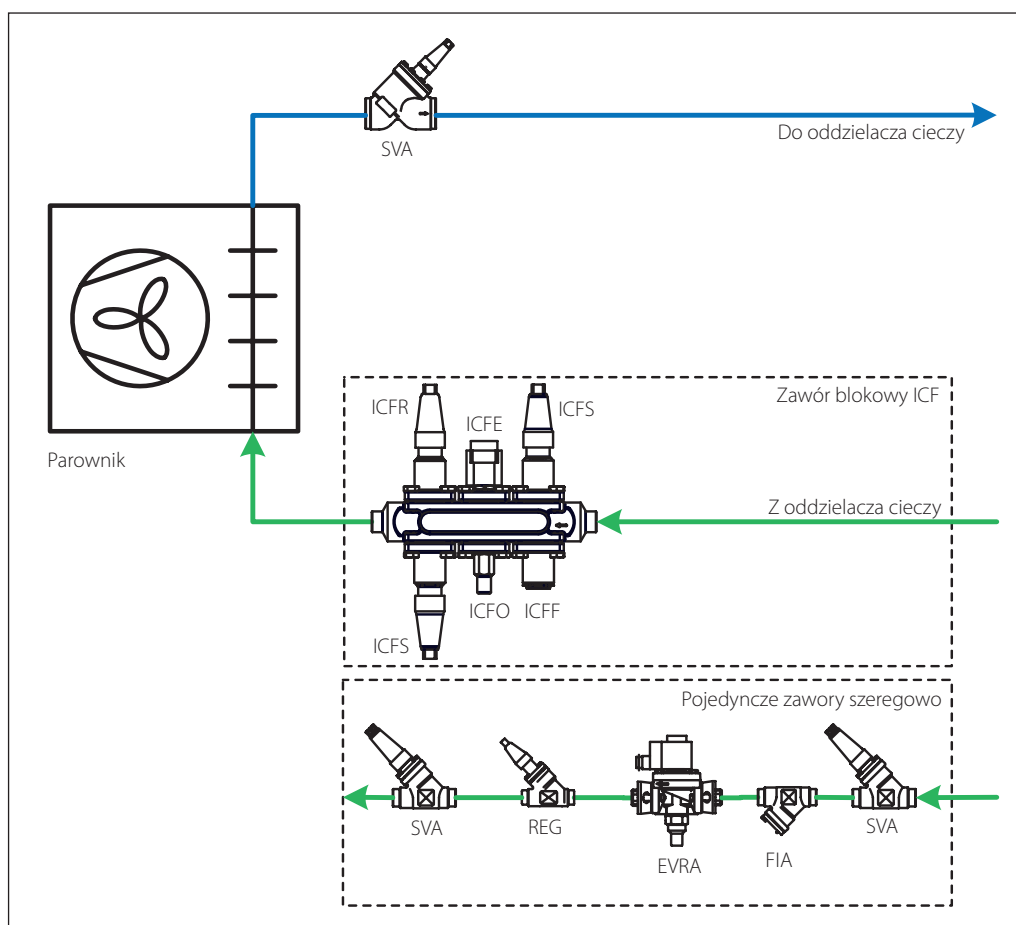 SVA
Do oddzielacza cieczy
Parownik
Zawór blokowy ICF
ICFR
ICFE
ICFS
Z oddzielacza cieczy
ICFO
ICFF
ICFS
Pojedyncze zawory szeregowo
SVA
REG
EVRA
FIA
SVA